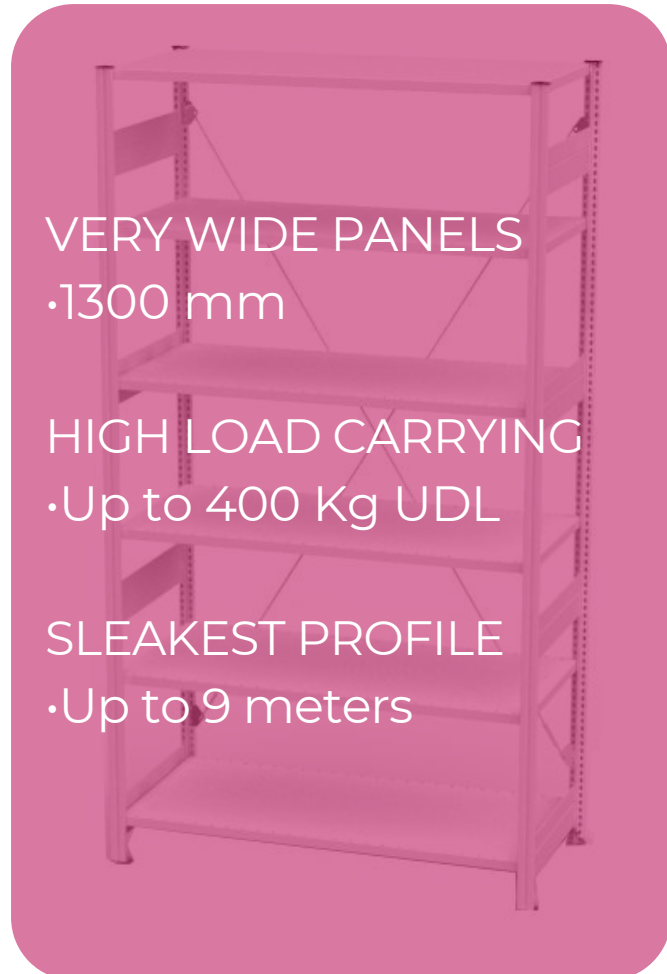 VERY WIDE PANELS
•1300 mm
HIGH LOAD CARRYING
•Up to 400 Kg UDL
SLEAKEST PROFILE
•Up to 9 meters